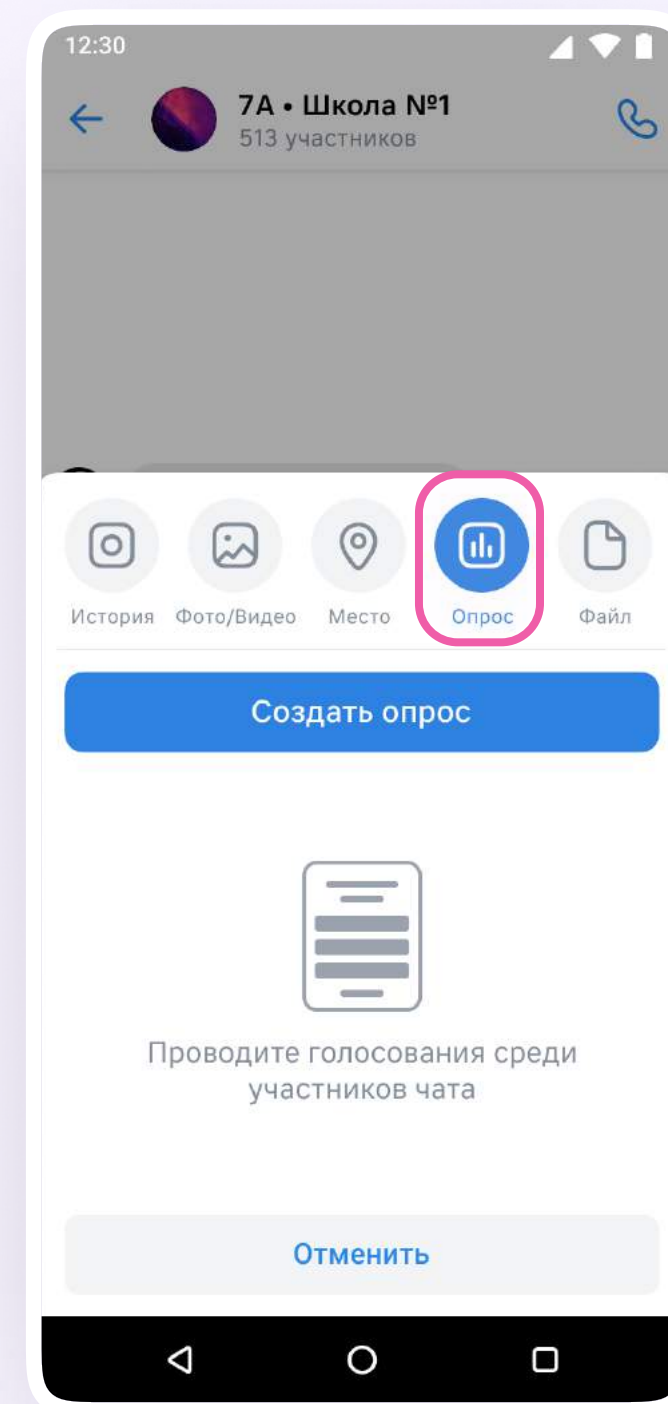 12:30
7А • Школа №1
513 участников
История Фото/Видео Место Опрос Файл
Создать опрос
Проводите голосования среди
участников чата
Отменить